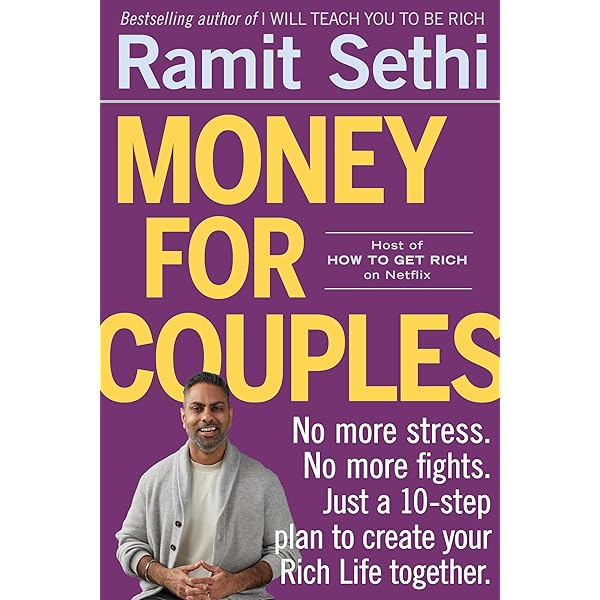 Bestselling author of I WILL TEACH YOU TO BE RICH
Ramit Sethi
MONEY
FOR
Host of
HOW TO GET RICH
on Netflix
COUPLES
No more stress.
No more fights.
Just a 10-step
plan to create your
Rich Life together.